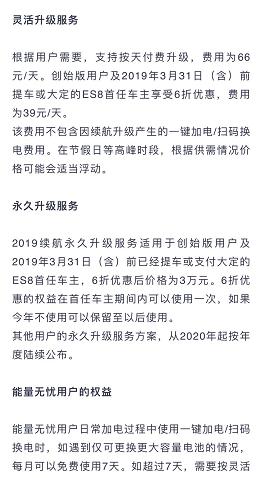 灵活升级服务
根据用户需要，支持按天付费升级，费用为66
元/天。创始版用户及2019年3月31日（含）前
提车或大定的ES8首任车主享受6折优惠，费用
为39元/天。
该费用不包含因续航升级产生的一键加电/扫码换
电费用。在节假日等高峰时段，根据供需情况价
格可能会适当浮动。
永久升级服务
2019续航永久升级服务适用于创始版用户及
2019年3月31日（含）前已经提车或支付大定的
ES8首任车主，6折优惠后价格为3万元。6折优
惠的权益在首任车主期间内可以使用一次，如果
今年不使用可以保留至以后使用。
其他用户的永久升级服务方案，从2020年起按年
度陆续公布。
能量无忧用户的权益
能量无忧用户日常加电过程中使用一键加电/扫码
换电时，如遇到仅可更换更大容量电池的情况，
每月可以免费使用7天。如超过7天，需要按灵活